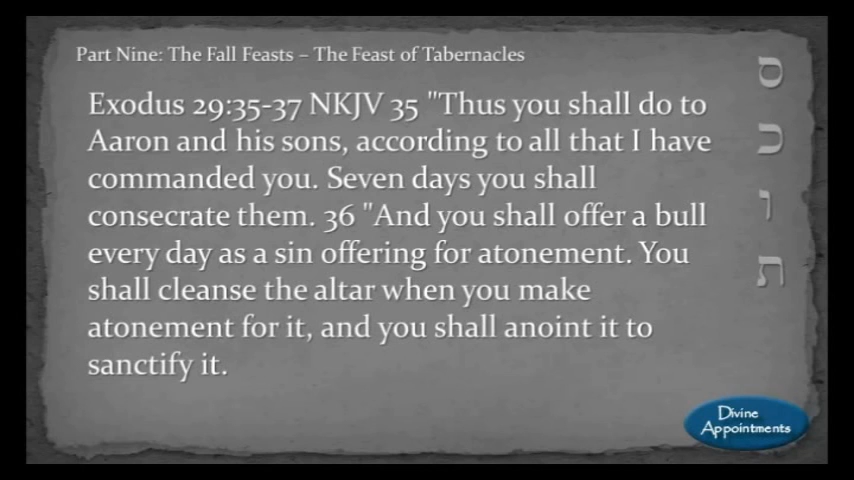 Part Nine: The Fall Feasts – The Feast of Tabernacles
Exodus 29:35-37 NKJV 35 "Thus you shall do to
Aaron and his sons, according to all that I have
commanded you. Seven days you shall
consecrate them. 36 "And you shall offer a bull
every day as a sin offering for atonement. You
shall cleanse the altar when you make
atonement for it, and you shall anoint it to
sanctify it.
ס
כ
י
ת
Divine
Appointments